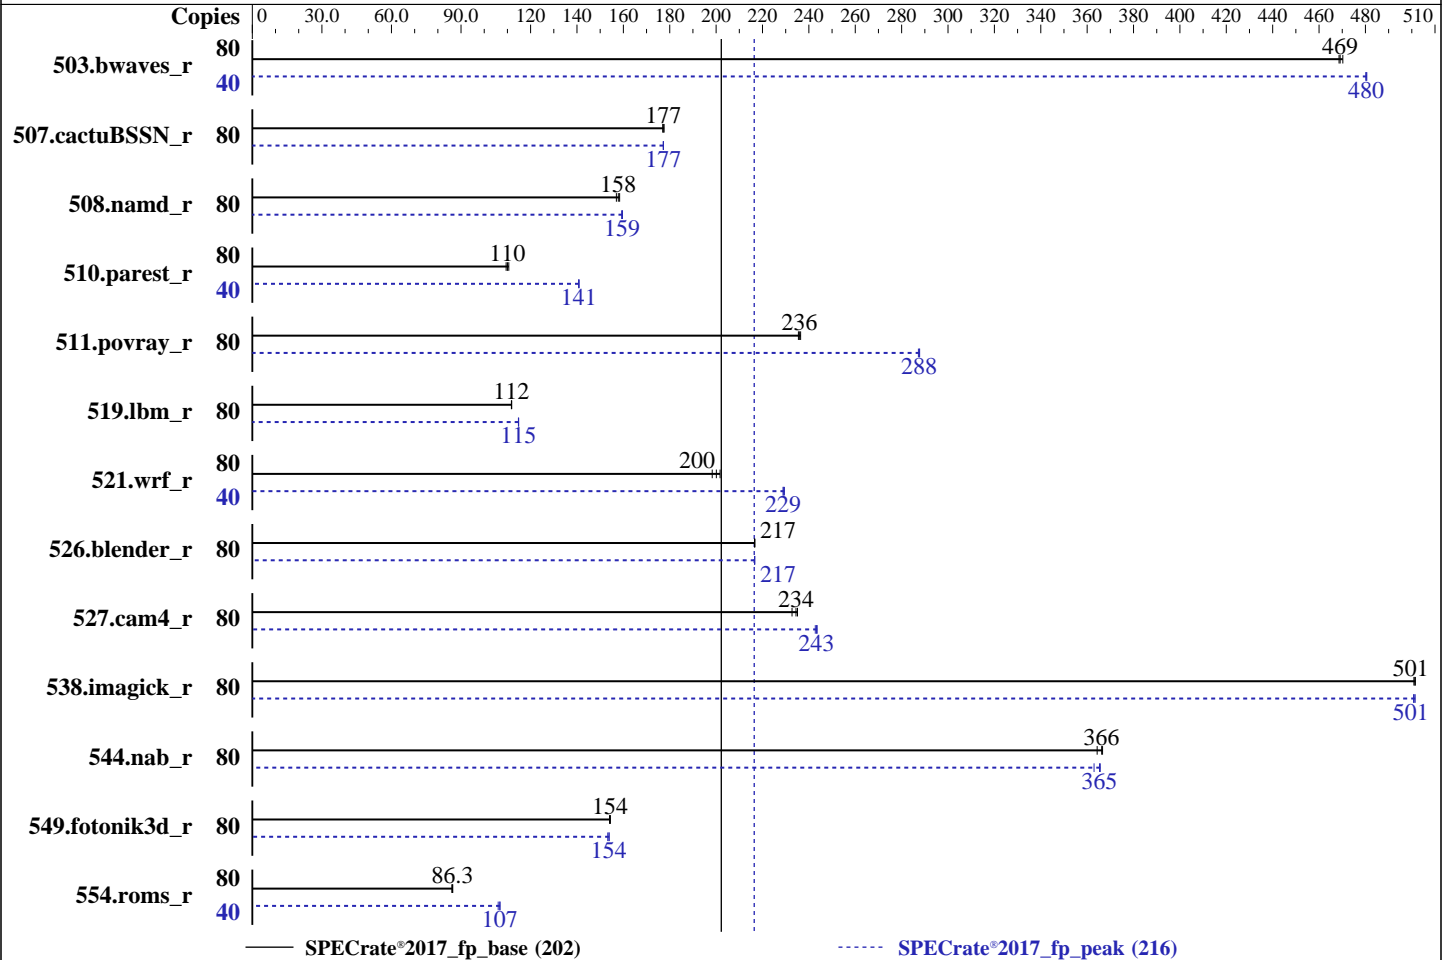 Copies 0 30.0 60.0 90.0 120 140 160 180 200 220 240 260 280 300 320 340 360 380 400 420 440 460 480 510
503.bwaves_r 80 469
40 480
507.cactuBSSN_r 80 177
177
508.namd_r 80 158
159
510.parest_r 80 110
40 141
511.povray_r 80 236
288
519.lbm_r 80 112
115
521.wrf_r 80 200
40 229
526.blender_r 80 217
217
527.cam4_r 80 234
243
538.imagick_r 80 501
501
544.nab_r 80 366
365
549.fotonik3d_r 80 154
154
554.roms_r 80 86.3
40 107
SPECrate®2017_fp_base (202) SPECrate®2017_fp_peak (216)